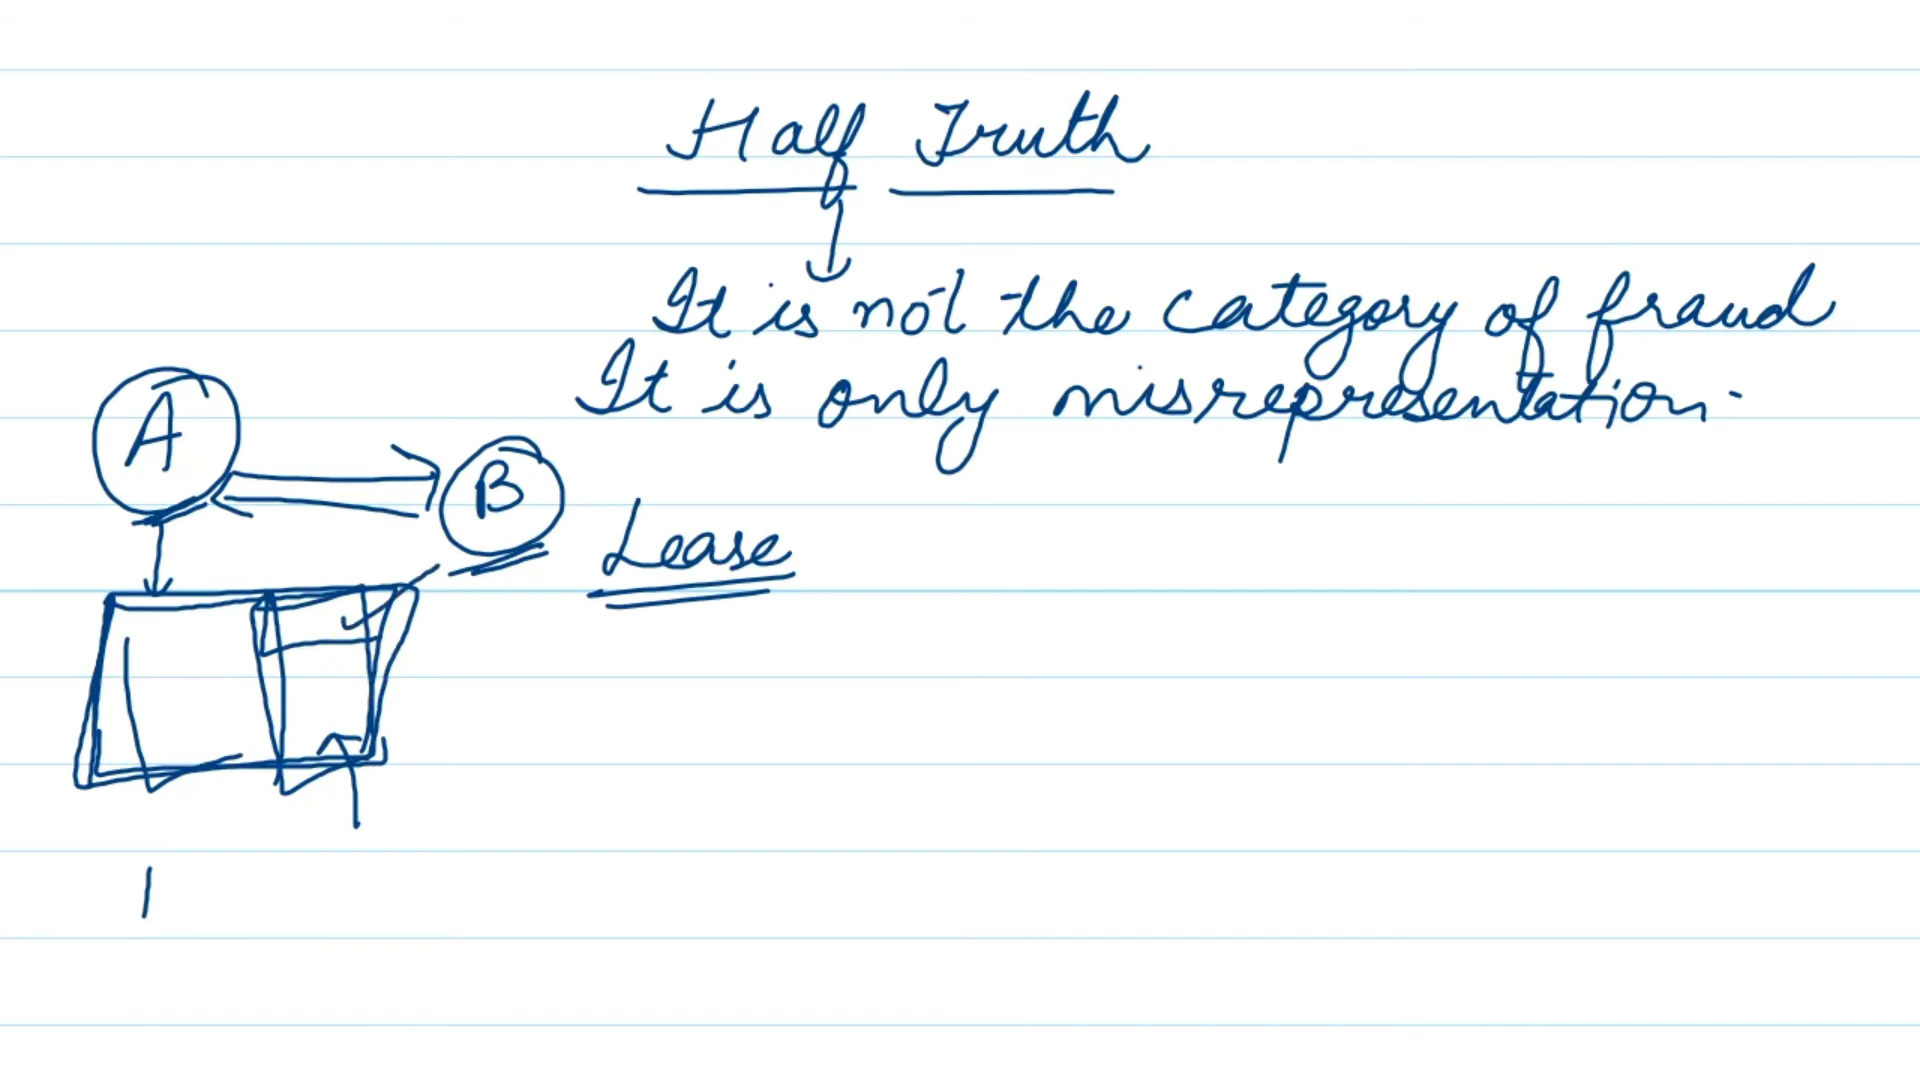 Half Truth
It is not the category of fraud
It is only misrepresentation.
A
B
Lease